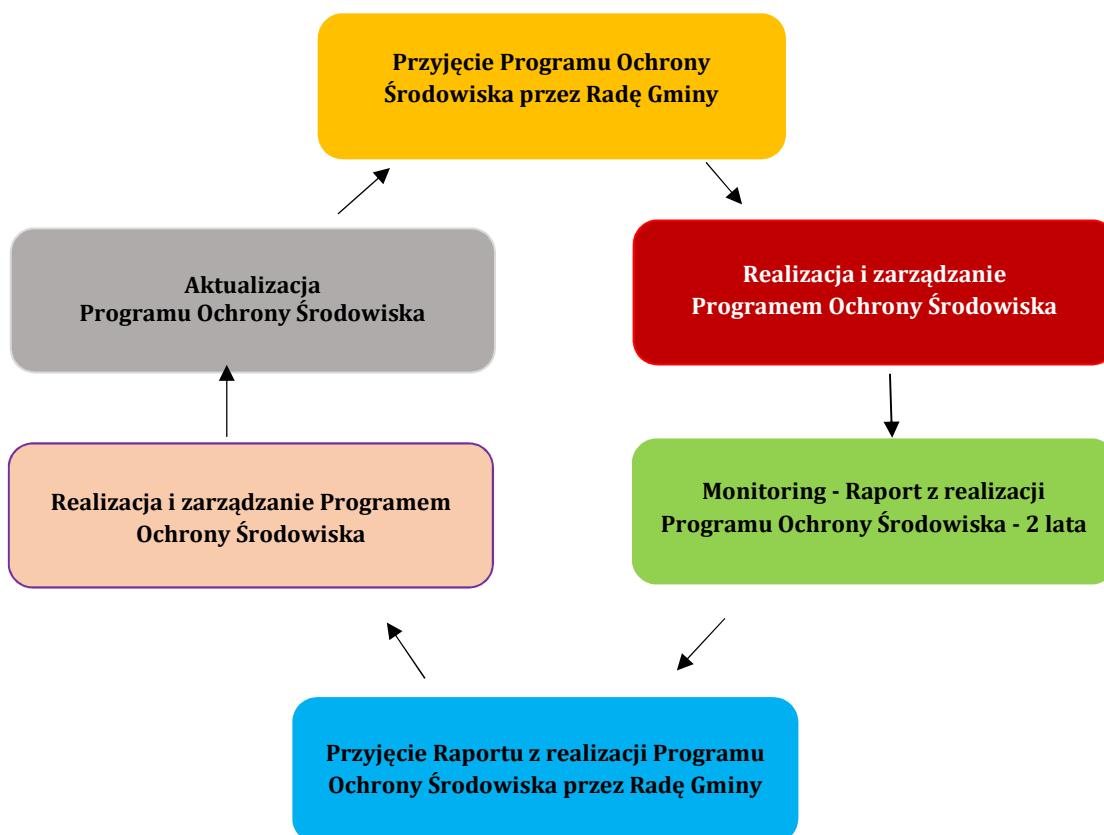 Przyjęcie Programu Ochrony
Środowiska przez Radę Gminy
Aktualizacja
Programu Ochrony Środowiska
Realizacja i zarządzanie
Programem Ochrony Środowiska
Realizacja i zarządzanie Programem
Ochrony Środowiska
Monitoring - Raport z realizacji
Programu Ochrony Środowiska - 2 lata
Przyjęcie Raportu z realizacji Programu
Ochrony Środowiska przez Radę Gminy